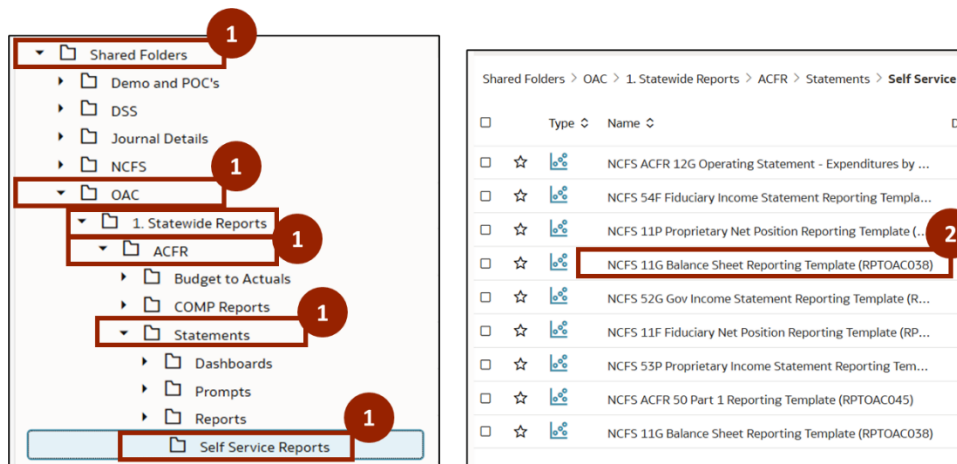 1
Shared Folders
Demo and POC's
DSS
Journal Details
NCFS
1
OAC
1. Statewide Reports
1
ACFR
Budget to Actuals
COMP Reports
1
Statements
Dashboards
Prompts
Reports
1
Self Service Reports
Shared Folders > OAC > 1. Statewide Reports > ACFR > Statements > Self Service
Type Name
NCFS ACFR 12G Operating Statement - Expenditures by ...
NCFS 54F Fiduciary Income Statement Reporting Templa...
NCFS 11P Proprietary Net Position Reporting Template (...
2
NCFS 11G Balance Sheet Reporting Template (RPTOAC038)
NCFS 52G Gov Income Statement Reporting Template (R...
NCFS 11F Fiduciary Net Position Reporting Template (RP...
NCFS 53P Proprietary Income Statement Reporting Tem...
NCFS ACFR 50 Part 1 Reporting Template (RPTOAC045)
NCFS 11G Balance Sheet Reporting Template (RPTOAC038)